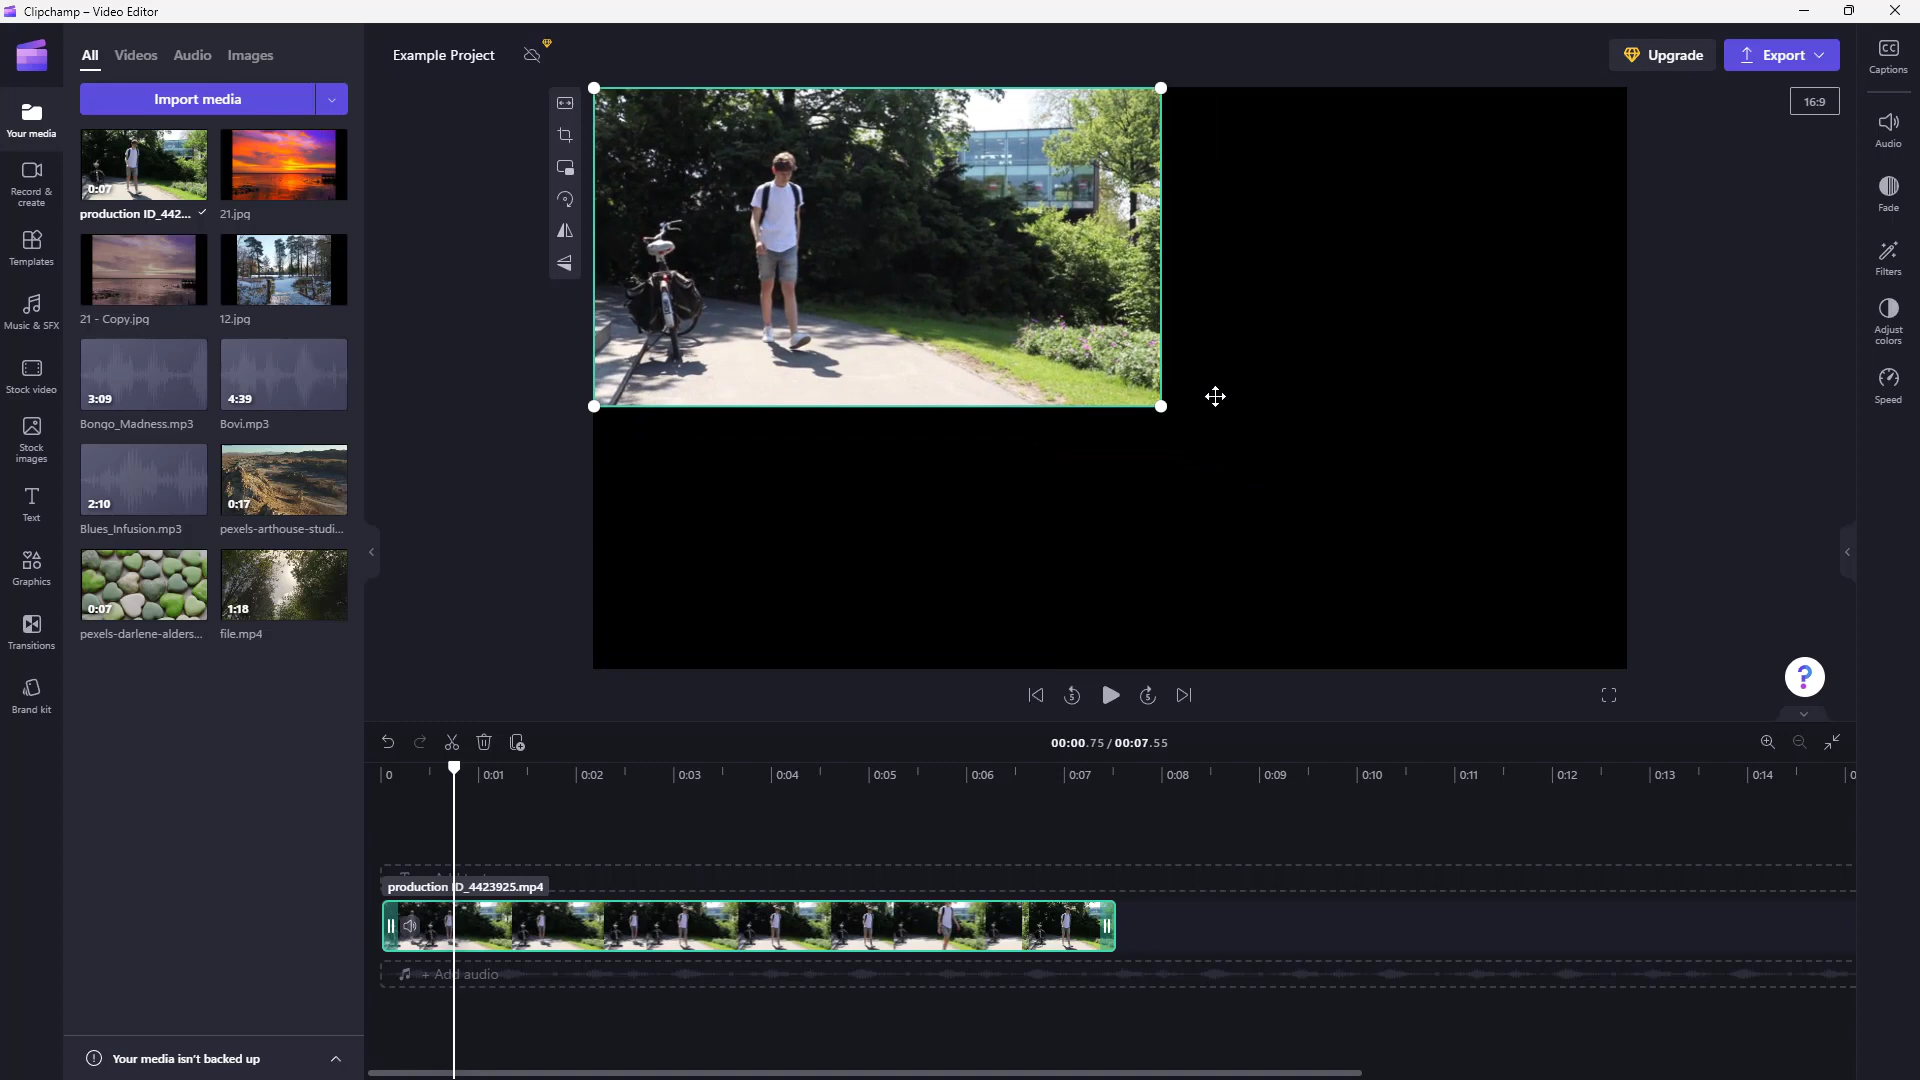 Clipchamp – Video Editor
All Videos Audio Images
Example Project
Upgrade
Export
Captions
Import media
16:9
Your media
0:07
production ID_442...
21.jpg
Audio
Record & create
Fade
Templates
21 - Copy.jpg
12.jpg
Filters
Music & SFX
Adjust colors
3:09
4:39
Stock video
Bongo_Madness.mp3
Bovi.mp3
Speed
Stock images
2:10
0:17
Text
Blues_Infusion.mp3
pexels-arthouse-studi...
Graphics
0:07
1:18
Transitions
pexels-darlene-alders...
file.mp4
?
Brand kit
5
5
00:00.75 / 00:07.55
0 0:01 0:02 0:03 0:04 0:05 0:06 0:07 0:08 0:09 0:10 0:11 0:12 0:13 0:14 0
production ID_4423925.mp4
+ Add audio
Your media isn't backed up